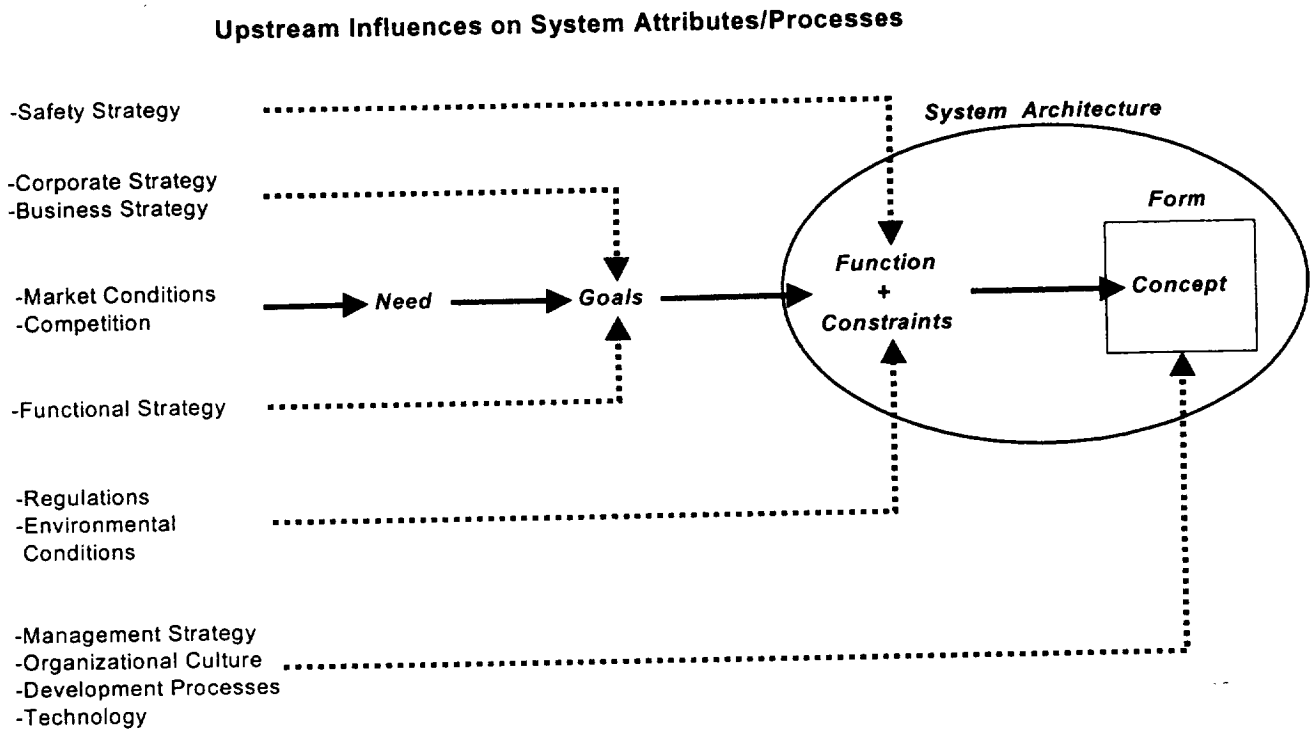 Upstream Influences on System Attributes/Processes
-Safety Strategy
System Architecture
-Corporate Strategy
-Business Strategy
Form
Function
+
Constraints
Concept
-Market Conditions
-Competition
Need
Goals
-Functional Strategy
-Regulations
-Environmental
Conditions
-Management Strategy
-Organizational Culture
-Development Processes
-Technology